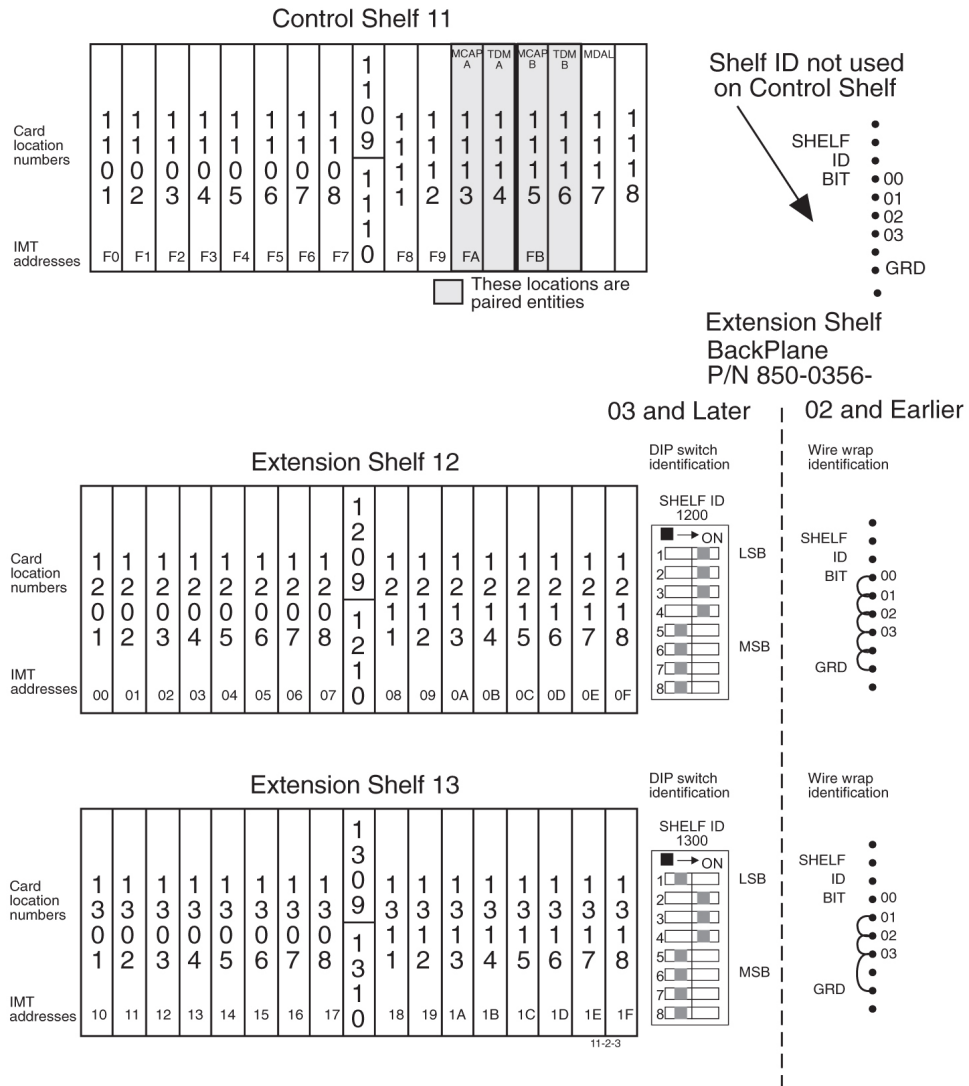 Control Shelf 11
MCAP A TDM A MCAP B TDM B MDAL
Card location numbers
1101 1102 1103 1104 1105 1106 1107 1108 1109 1110 1111 1112 1113 1114 1115 1116 1117 1118
IMT addresses
F0 F1 F2 F3 F4 F5 F6 F7 F8 F9 FA FB
These locations are
paired entities
Shelf ID not used
on Control Shelf
SHELF
ID
BIT
00
01
02
03
GRD
Extension Shelf
BackPlane
P/N 850-0356-
03 and Later
02 and Earlier
Extension Shelf 12
Card
location
numbers
1201 1202 1203 1204 1205 1206 1207 1208 1209 1210 1211 1212 1213 1214 1215 1216 1217 1218
IMT
addresses
00 01 02 03 04 05 06 07 08 09 0A 0B 0C 0D 0E 0F
DIP switch
identification
SHELF ID
1200
ON
1
2
3
4
5
6
7
8
LSB
MSB
Wire wrap
identification
SHELF
ID
BIT
00
01
02
03
GRD
Extension Shelf 13
Card
location
numbers
1301 1302 1303 1304 1305 1306 1307 1308 1309 1310 1311 1312 1313 1314 1315 1316 1317 1318
IMT
addresses
10 11 12 13 14 15 16 17 18 19 1A 1B 1C 1D 1E 1F
11-2-3
DIP switch
identification
SHELF ID
1300
ON
1
2
3
4
5
6
7
8
LSB
MSB
Wire wrap
identification
SHELF
ID
BIT
00
01
02
03
GRD